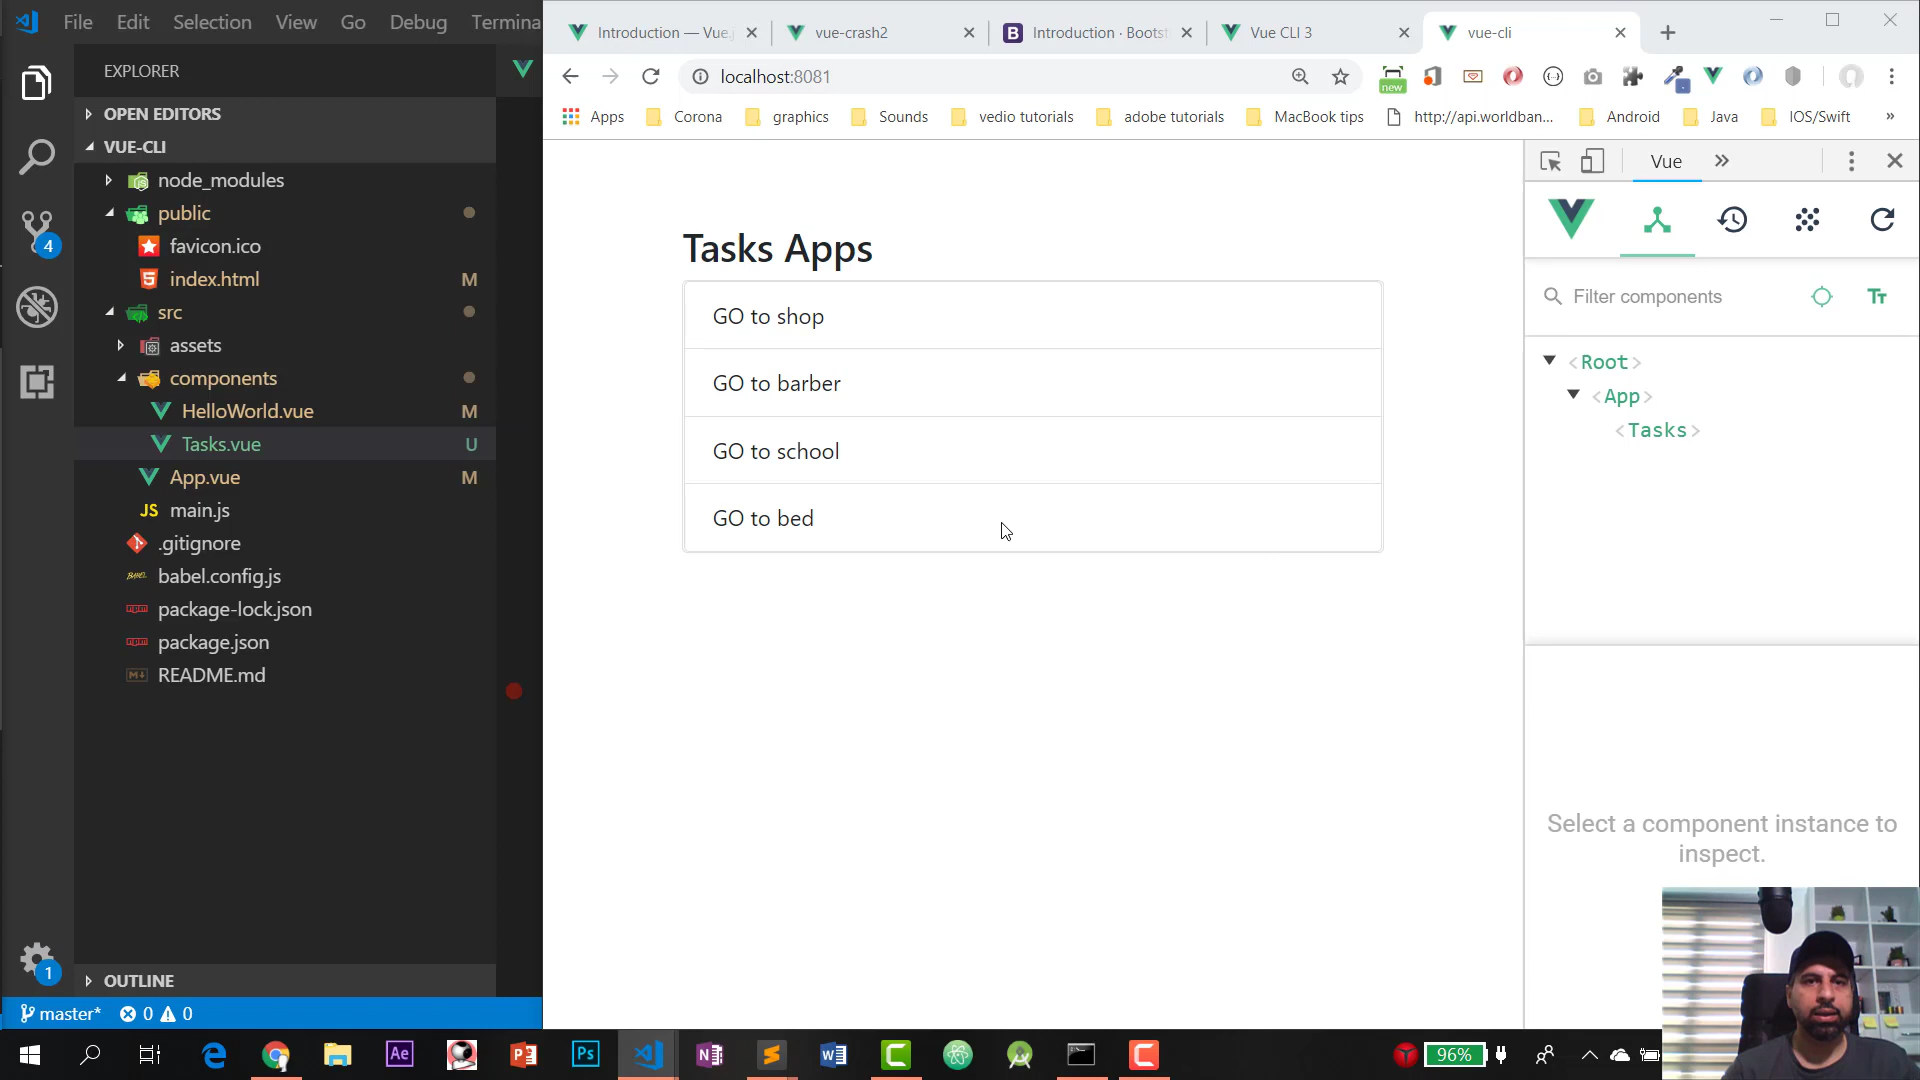 File Edit Selection View Go Debug Termina
EXPLORER
OPEN EDITORS
VUE-CLI
node_modules
public
favicon.ico
index.html M
src
assets
components
HelloWorld.vue M
Tasks.vue U
App.vue M
JS main.js
.gitignore
BABEL babel.config.js
package-lock.json
package.json
README.md
4
1
OUTLINE
master* 0 0
Introduction — Vue.j
vue-crash2
B Introduction · Bootst
Vue CLI 3
vue-cli
localhost:8081
new
Apps Corona graphics Sounds vedio tutorials adobe tutorials MacBook tips http://api.worldban... Android Java IOS/Swift »
Tasks Apps
GO to shop
GO to barber
GO to school
GO to bed
Vue
Filter components
<Root>
<App>
<Tasks>
Select a component instance to
inspect.
96%